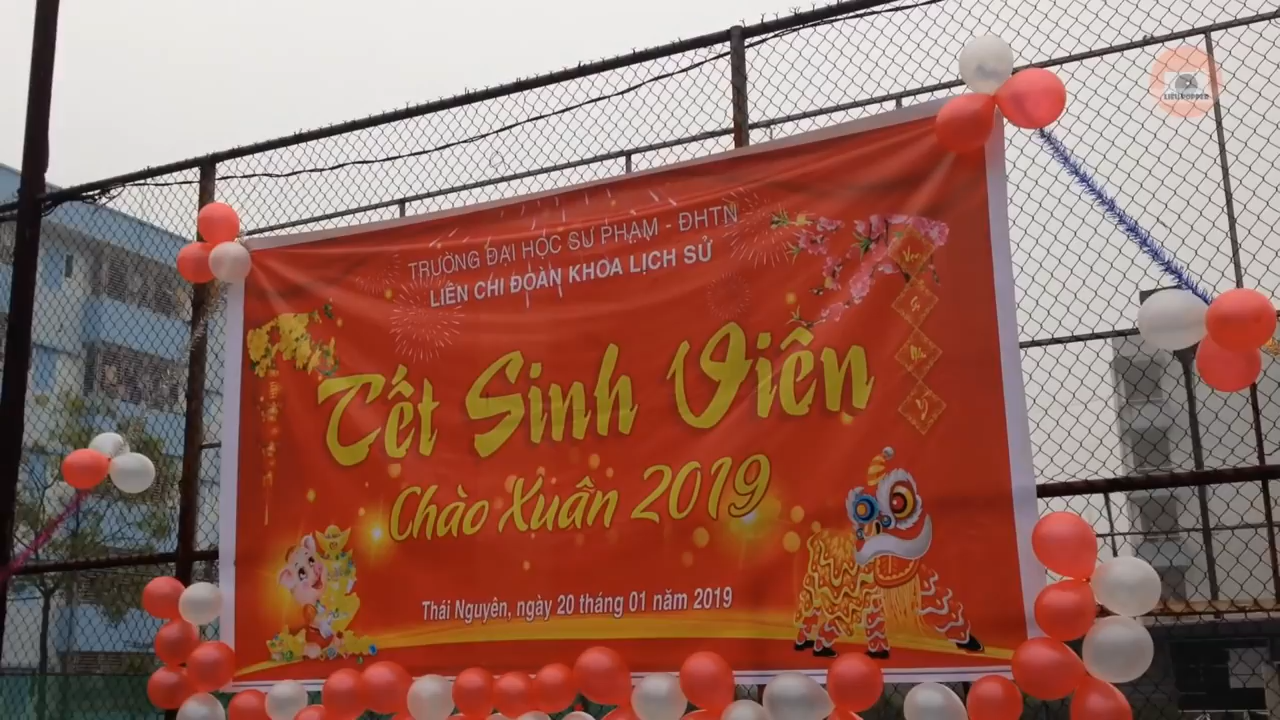 TRƯỜNG ĐẠI HỌC SƯ PHẠM - ĐHTN
LIÊN CHI ĐOÀN KHOA LỊCH SỬ
Tết Sinh Viên
Chào Xuân 2019
Thái Nguyên, ngày 20 tháng 01 năm 2019